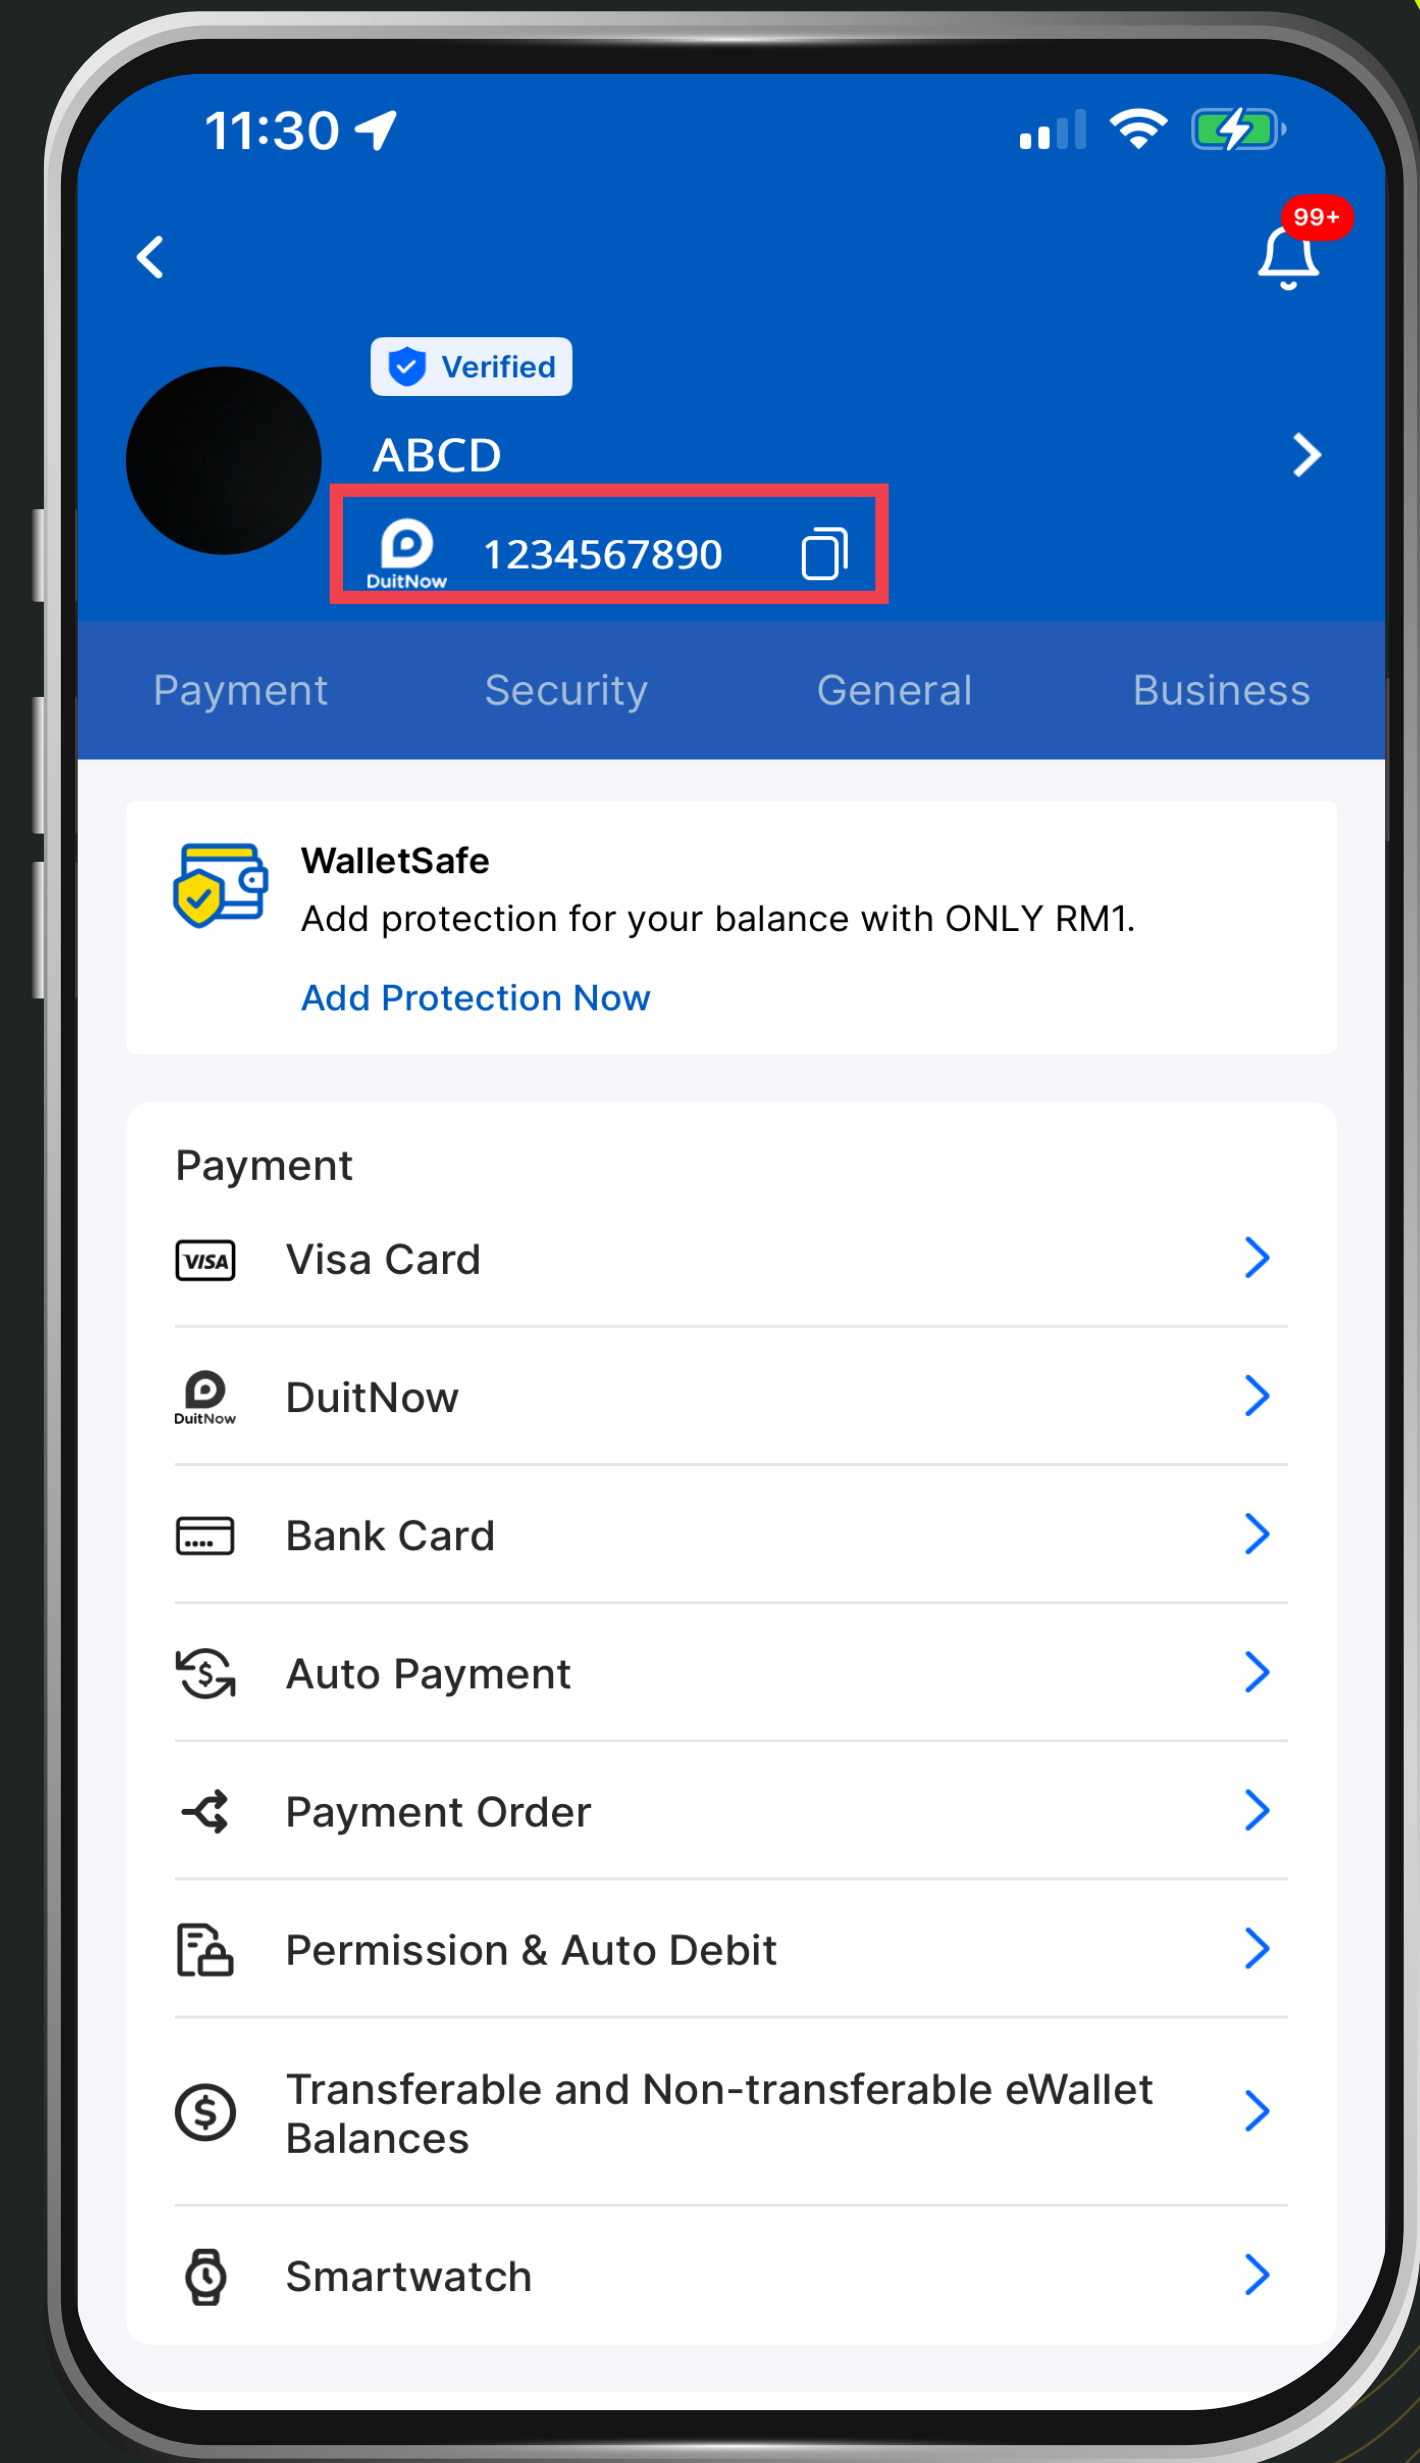 11:30
99+
Verified
ABCD
DuitNow
1234567890
Payment Security General Business
WalletSafe
Add protection for your balance with ONLY RM1.
Add Protection Now
Payment
VISA Visa Card
DuitNow DuitNow
Bank Card
Auto Payment
Payment Order
Permission & Auto Debit
Transferable and Non-transferable eWallet
Balances
Smartwatch